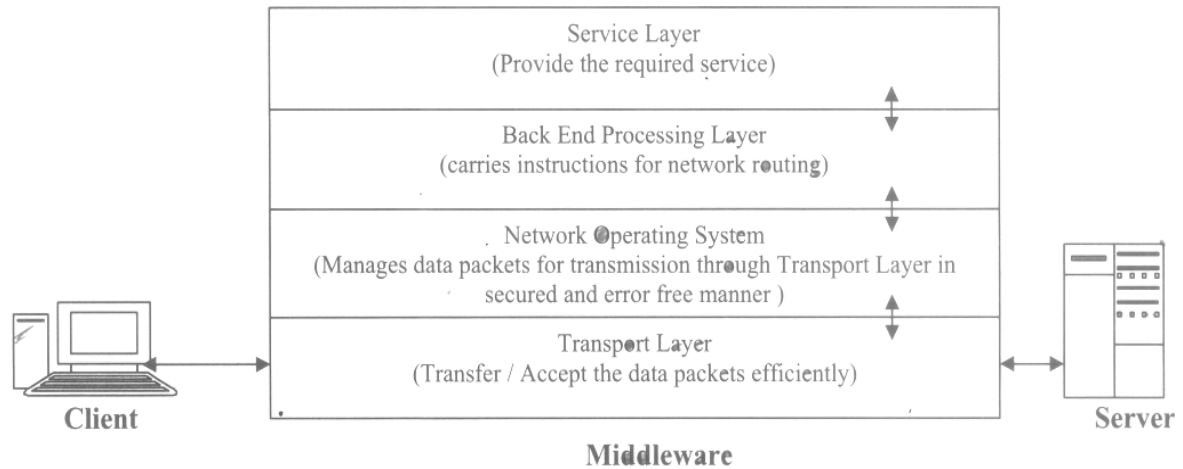 Service Layer
(Provide the required service)
Back End Processing Layer
(carries instructions for network routing)
Network Operating System
(Manages data packets for transmission through Transport Layer in
secured and error free manner )
Transport Layer
(Transfer / Accept the data packets efficiently)
Client
Server
Middleware